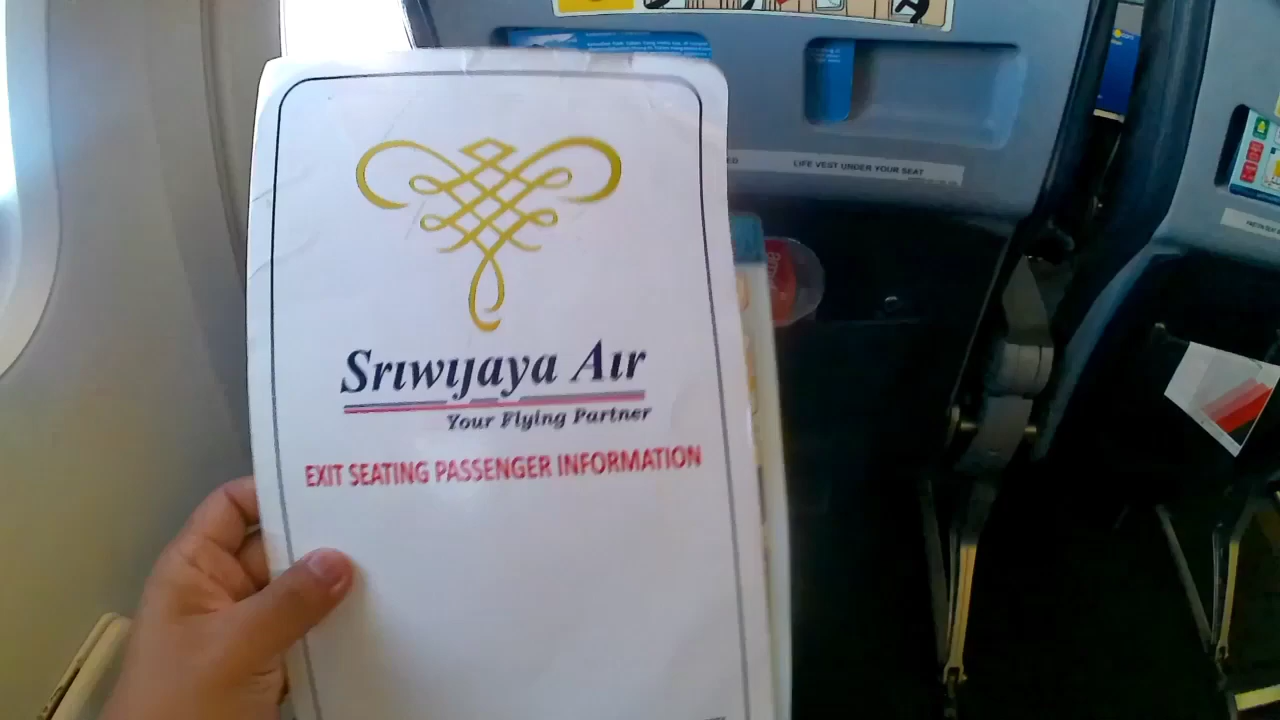 Sriwijaya Air
Your Flying Partner
EXIT SEATING PASSENGER INFORMATION
LIFE VEST UNDER YOUR SEAT